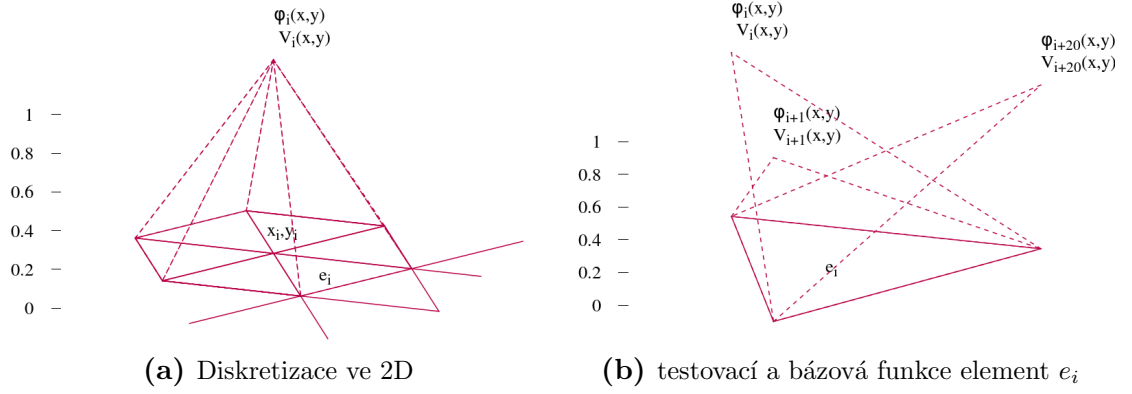 φi(x,y)
Vi(x,y)
1
0.8
0.6
0.4
0.2
0
xi,yi
ei
(a) Diskretizace ve 2D
φi(x,y)
Vi(x,y)
φi+20(x,y)
Vi+20(x,y)
φi+1(x,y)
Vi+1(x,y)
1
0.8
0.6
0.4
0.2
0
ei
(b) testovací a bázová funkce element ei